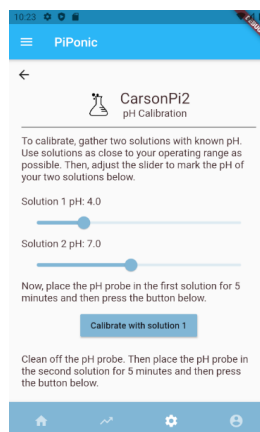 10:23
PiPonic
CarsonPi2
pH Calibration
To calibrate, gather two solutions with known pH.
Use solutions as close to your operating range as
possible. Then, adjust the slider to mark the pH of
your two solutions below.
Solution 1 pH: 4.0
Solution 2 pH: 7.0
Now, place the pH probe in the first solution for 5
minutes and then press the button below.
Calibrate with solution 1
Clean off the pH probe. Then place the pH probe in
the second solution for 5 minutes and then press
the button below.